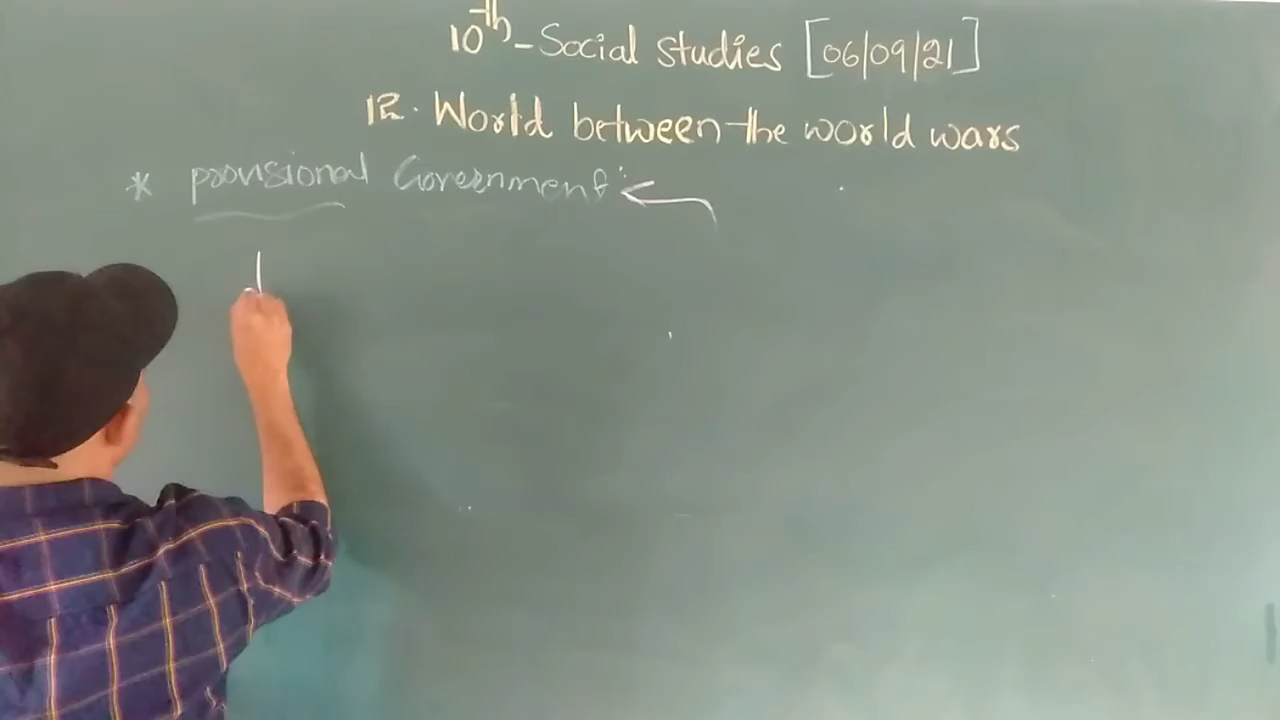 10th - Social studies [06/09/21]
12. World between the world wars
* provisional Government